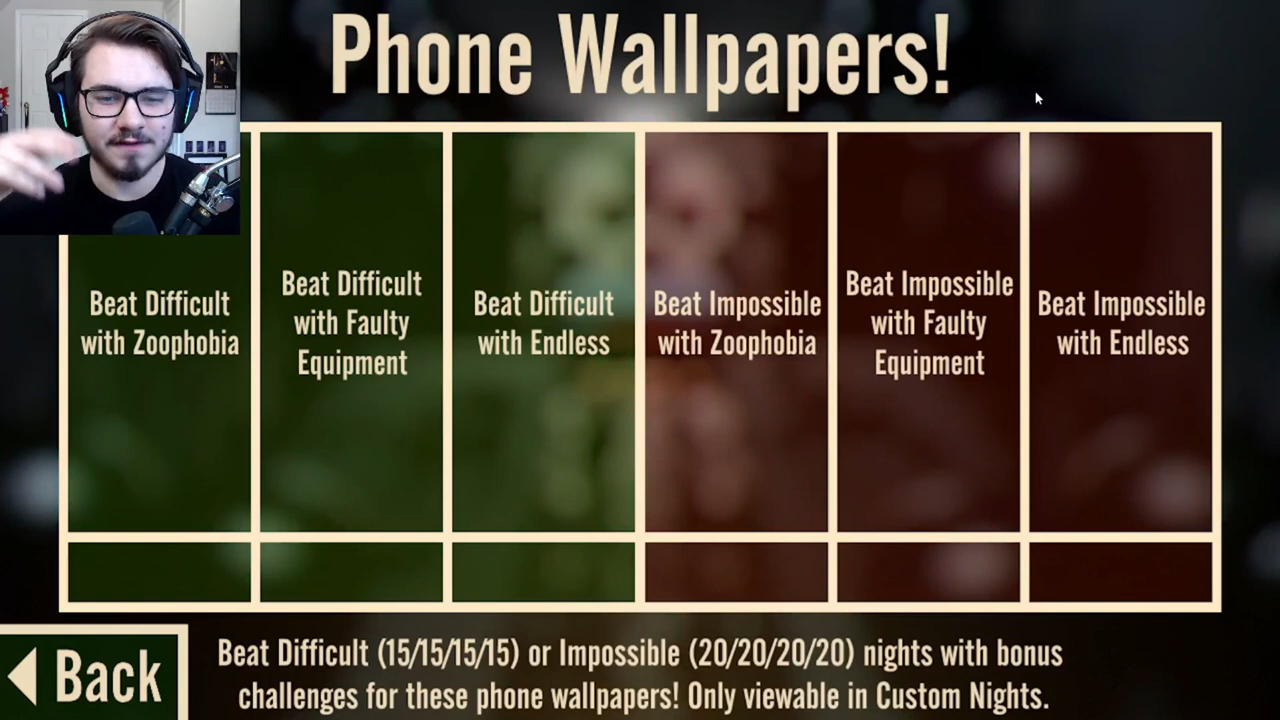 Phone Wallpapers!
Beat Difficult
with Zoophobia
Beat Difficult
with Faulty
Equipment
Beat Difficult
with Endless
Beat Impossible
with Zoophobia
Beat Impossible
with Faulty
Equipment
Beat Impossible
with Endless
Back
Beat Difficult (15/15/15/15) or Impossible (20/20/20/20) nights with bonus
challenges for these phone wallpapers! Only viewable in Custom Nights.